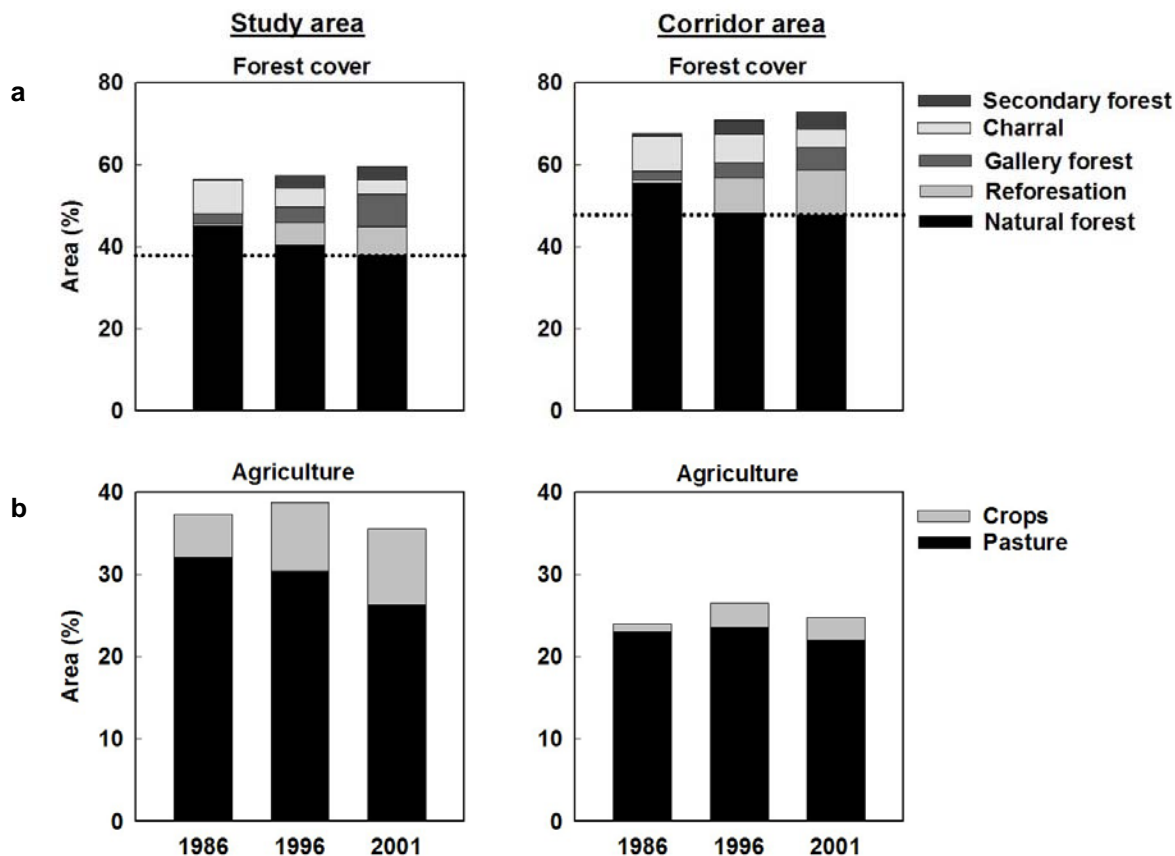 Study area
Corridor area
a
Forest cover
Forest cover
80
60
40
20
0
Area (%)
80
60
40
20
0
Secondary forest
Charral
Gallery forest
Reforesation
Natural forest
b
Agriculture
Agriculture
40
30
20
10
0
Area (%)
1986 1996 2001
40
30
20
10
0
1986 1996 2001
Crops
Pasture